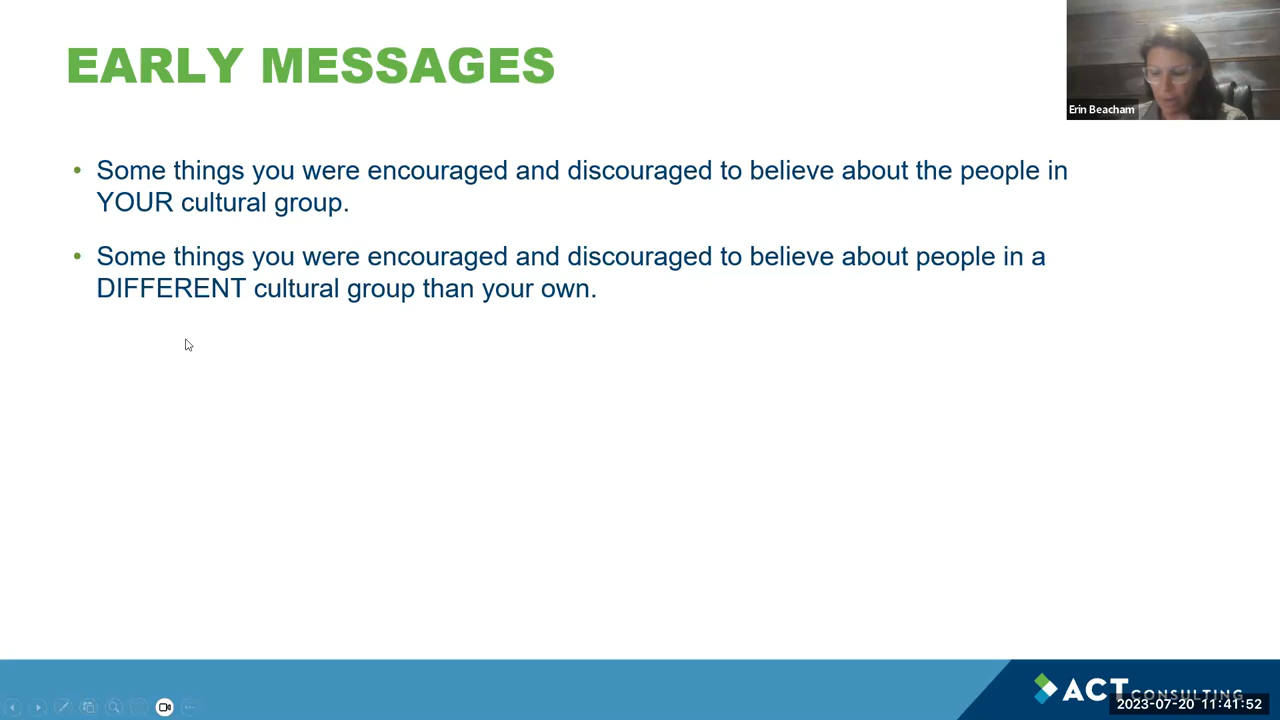 EARLY MESSAGES
Erin Beacham
• Some things you were encouraged and discouraged to believe about the people in
YOUR cultural group.
• Some things you were encouraged and discouraged to believe about people in a
DIFFERENT cultural group than your own.
ACT CONSULTING
2023-07-20 11:41:52